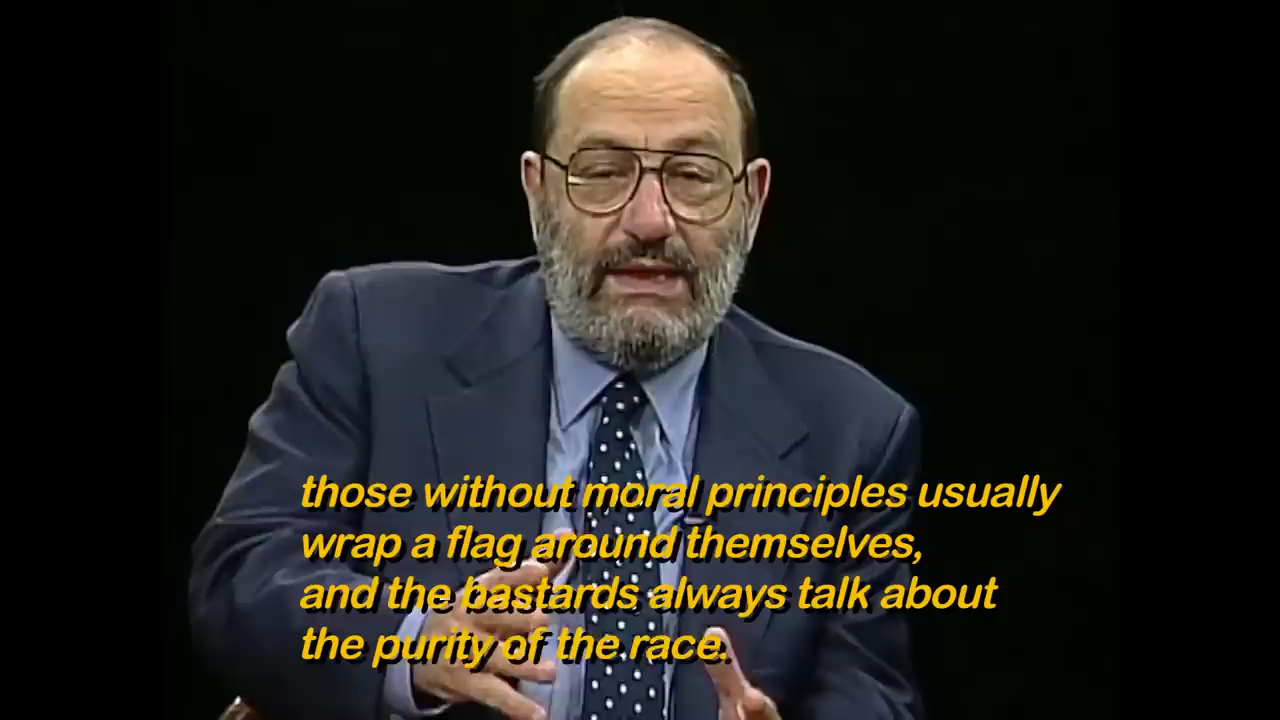 those without moral principles usually
wrap a flag around themselves,
and the bastards always talk about
the purity of the race.